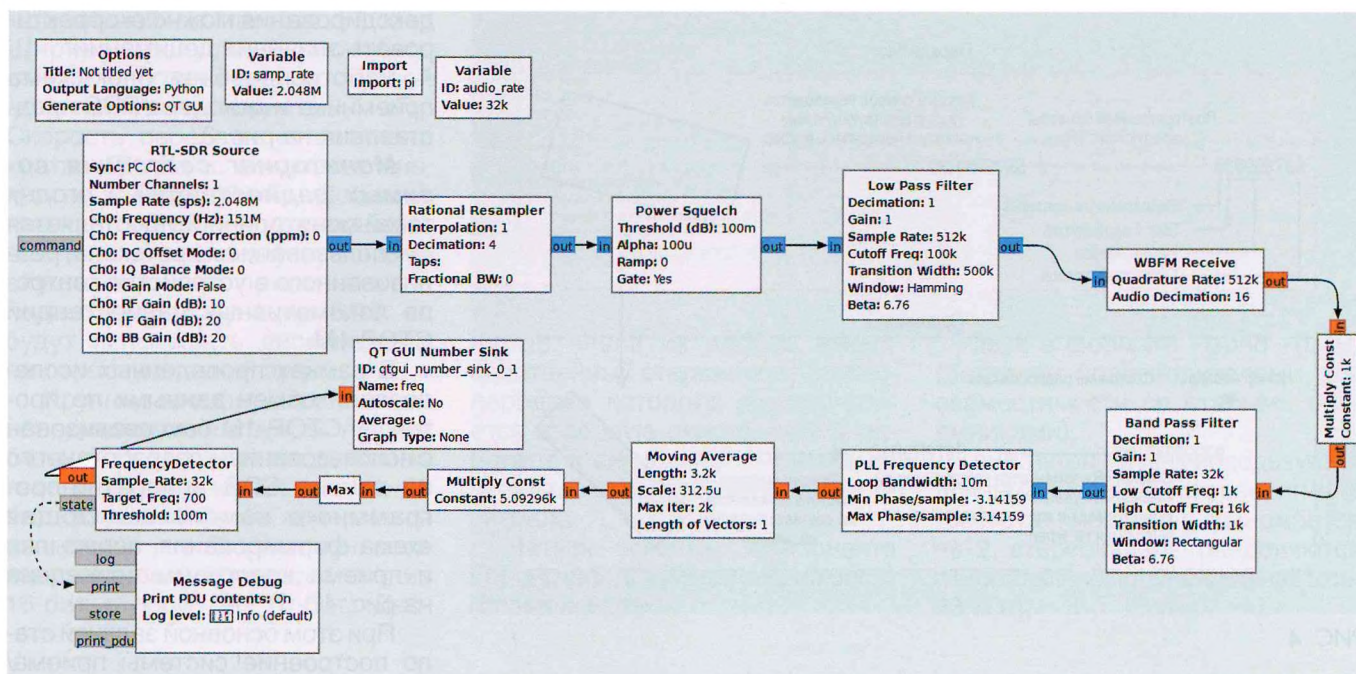 Options
Title: Not titled yet
Output Language: Python
Generate Options: QT GUI
Variable
ID: samp_rate
Value: 2.048M
Import
Import: pi
Variable
ID: audio_rate
Value: 32k
RTL-SDR Source
Sync: PC Clock
Number Channels: 1
Sample Rate (sps): 2.048M
Ch0: Frequency (Hz): 151M
Ch0: Frequency Correction (ppm): 0
Ch0: DC Offset Mode: 0
Ch0: IQ Balance Mode: 0
Ch0: Gain Mode: False
Ch0: RF Gain (dB): 10
Ch0: IF Gain (dB): 20
Ch0: BB Gain (dB): 20
command
out
in
Rational Resampler
Interpolation: 1
Decimation: 4
Taps:
Fractional BW: 0
out
in
Power Squelch
Threshold (dB): 100m
Alpha: 100u
Ramp: 0
Gate: Yes
out
in
Low Pass Filter
Decimation: 1
Gain: 1
Sample Rate: 512k
Cutoff Freq: 100k
Transition Width: 500k
Window: Hamming
Beta: 6.76
out
in
WBFM Receive
Quadrature Rate: 512k
Audio Decimation: 16
out
in
Multiply Const
Constant: 1k
out
in
Band Pass Filter
Decimation: 1
Gain: 1
Sample Rate: 32k
Low Cutoff Freq: 1k
High Cutoff Freq: 16k
Transition Width: 1k
Window: Rectangular
Beta: 6.76
out
in
PLL Frequency Detector
Loop Bandwidth: 10m
Min Phase/sample: -3.14159
Max Phase/sample: 3.14159
out
in
Moving Average
Length: 3.2k
Scale: 312.5u
Max Iter: 2k
Length of Vectors: 1
out
in
Multiply Const
Constant: 5.09296k
out
in
Max
out
in
FrequencyDetector
Sample_Rate: 32k
Target_Freq: 700
Threshold: 100m
out
state
in
QT GUI Number Sink
ID: qtgui_number_sink_0_1
Name: freq
Autoscale: No
Average: 0
Graph Type: None
log
print
store
print_pdu
Message Debug
Print PDU contents: On
Log level: Info (default)